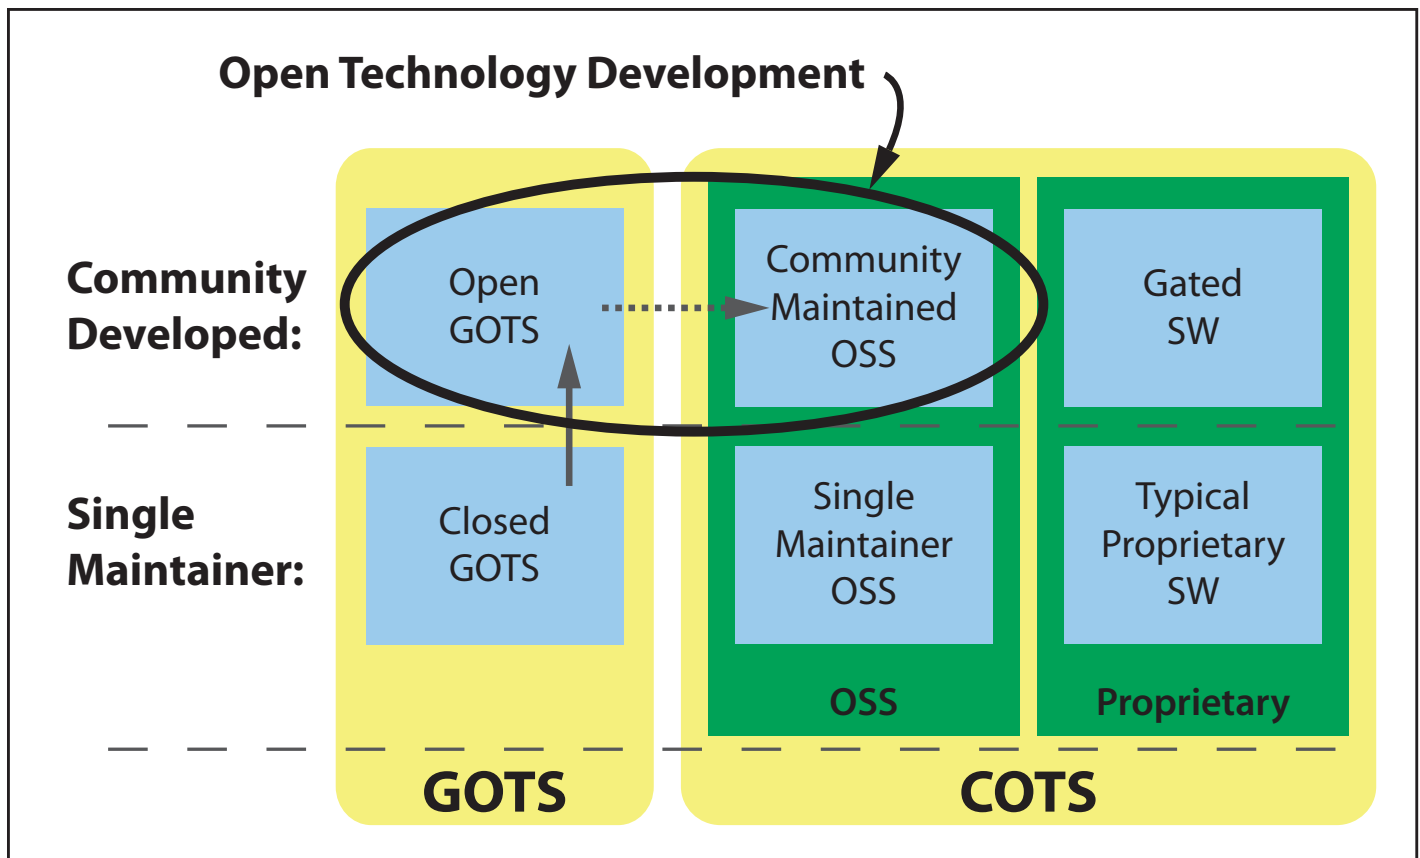 Open Technology Development
Community
Developed:
Open
GOTS
Community
Maintained
OSS
Gated
SW
Single
Maintainer:
Closed
GOTS
Single
Maintainer
OSS
Typical
Proprietary
SW
OSS
Proprietary
GOTS
COTS